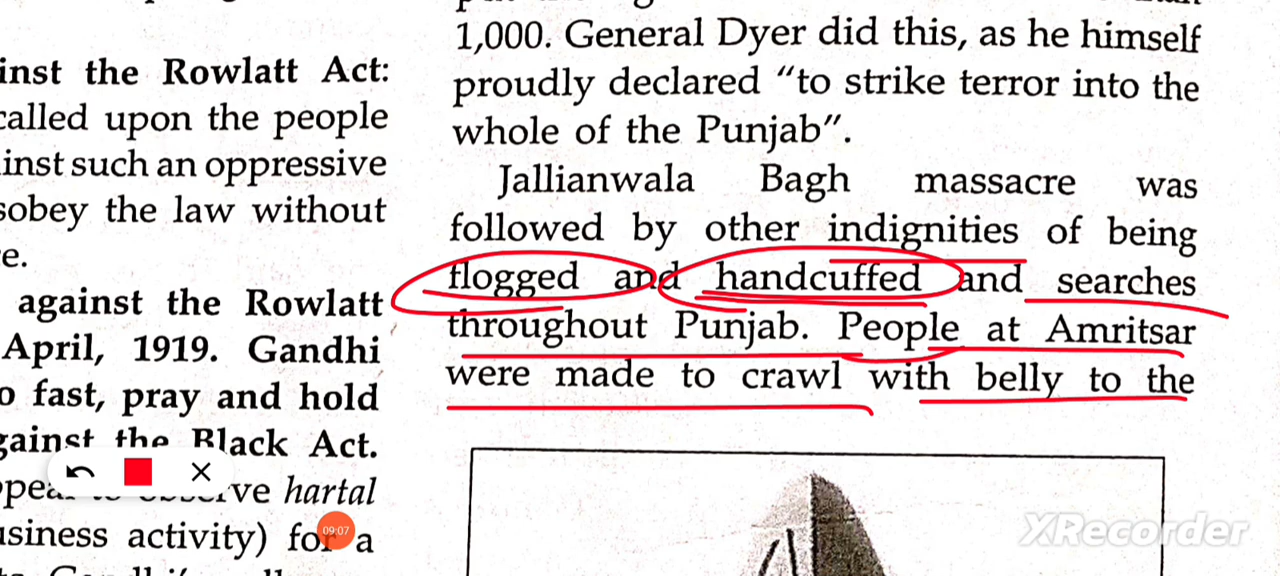 inst the Rowlatt Act:
called upon the people
inst such an oppressive
sobey the law without
e.
against the Rowlatt
April, 1919. Gandhi
o fast, pray and hold
gainst the Black Act.
ve hartal
usiness activity) for a
1,000. General Dyer did this, as he himself
proudly declared “to strike terror into the
whole of the Punjab”.
Jallianwala Bagh massacre was
followed by other indignities of being
flogged and handcuffed and searches
throughout Punjab. People at Amritsar
were made to crawl with belly to the
09:07
XRecorder